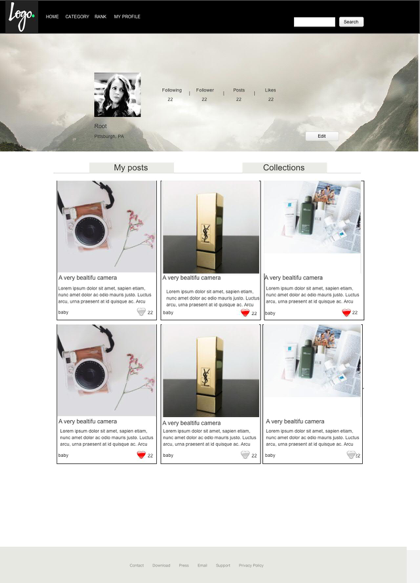 Logo.
HOME CATEGORY RANK MY PROFILE
Search
Following Follower Posts Likes
22 22 22 22
Pittsburgh, PA
Edit
My posts Collections
A very bealtifu camera
Lorem ipsum dolor sit amet, sapien etiam,
nunc amet dolor ac odio mauris justo. Luctus
arcu, urna praesent at id quisque ac. Arcu
baby 22
A very bealtifu camera
Lorem ipsum dolor sit amet, sapien etiam,
nunc amet dolor ac odio mauris justo. Luctus
arcu, urna praesent at id quisque ac. Arcu
baby 22
A very bealtifu camera
Lorem ipsum dolor sit amet, sapien etiam,
nunc amet dolor ac odio mauris justo. Luctus
arcu, urna praesent at id quisque ac. Arcu
baby 22
A very bealtifu camera
Lorem ipsum dolor sit amet, sapien etiam,
nunc amet dolor ac odio mauris justo. Luctus
arcu, urna praesent at id quisque ac. Arcu
baby 22
A very bealtifu camera
Lorem ipsum dolor sit amet, sapien etiam,
nunc amet dolor ac odio mauris justo. Luctus
arcu, urna praesent at id quisque ac. Arcu
baby 22
A very bealtifu camera
Lorem ipsum dolor sit amet, sapien etiam,
nunc amet dolor ac odio mauris justo. Luctus
arcu, urna praesent at id quisque ac. Arcu
baby
Contact Download Press Email Support Privacy Policy